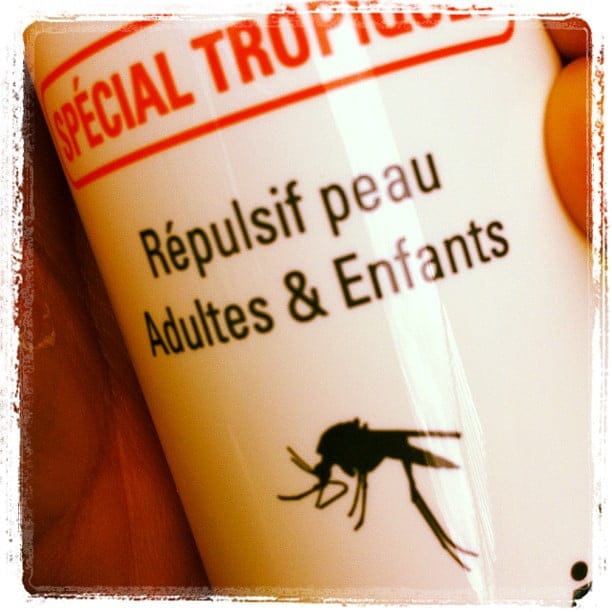 SPÉCIAL TROPIQUES
Répulsif peau
Adultes & Enfants